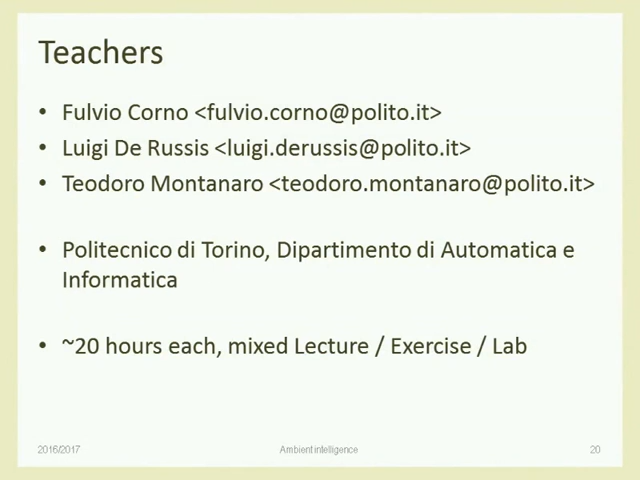 Teachers
• Fulvio Corno <fulvio.corno@polito.it>
• Luigi De Russis <luigi.derussis@polito.it>
• Teodoro Montanaro <teodoro.montanaro@polito.it>
• Politecnico di Torino, Dipartimento di Automatica e
Informatica
• ~20 hours each, mixed Lecture / Exercise / Lab
2016/2017
Ambient intelligence
20